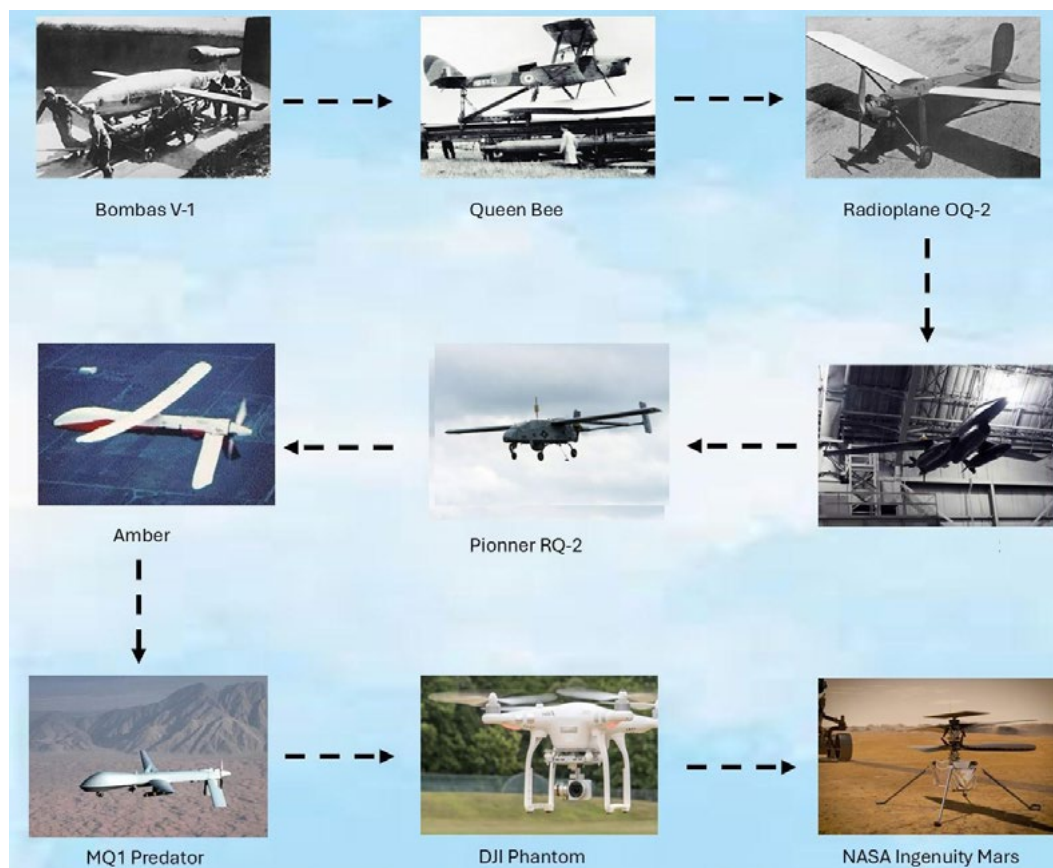 Bombas V-1
Queen Bee
Radioplane OQ-2
Amber
Pionner RQ-2
MQ1 Predator
DJI Phantom
NASA Ingenuity Mars